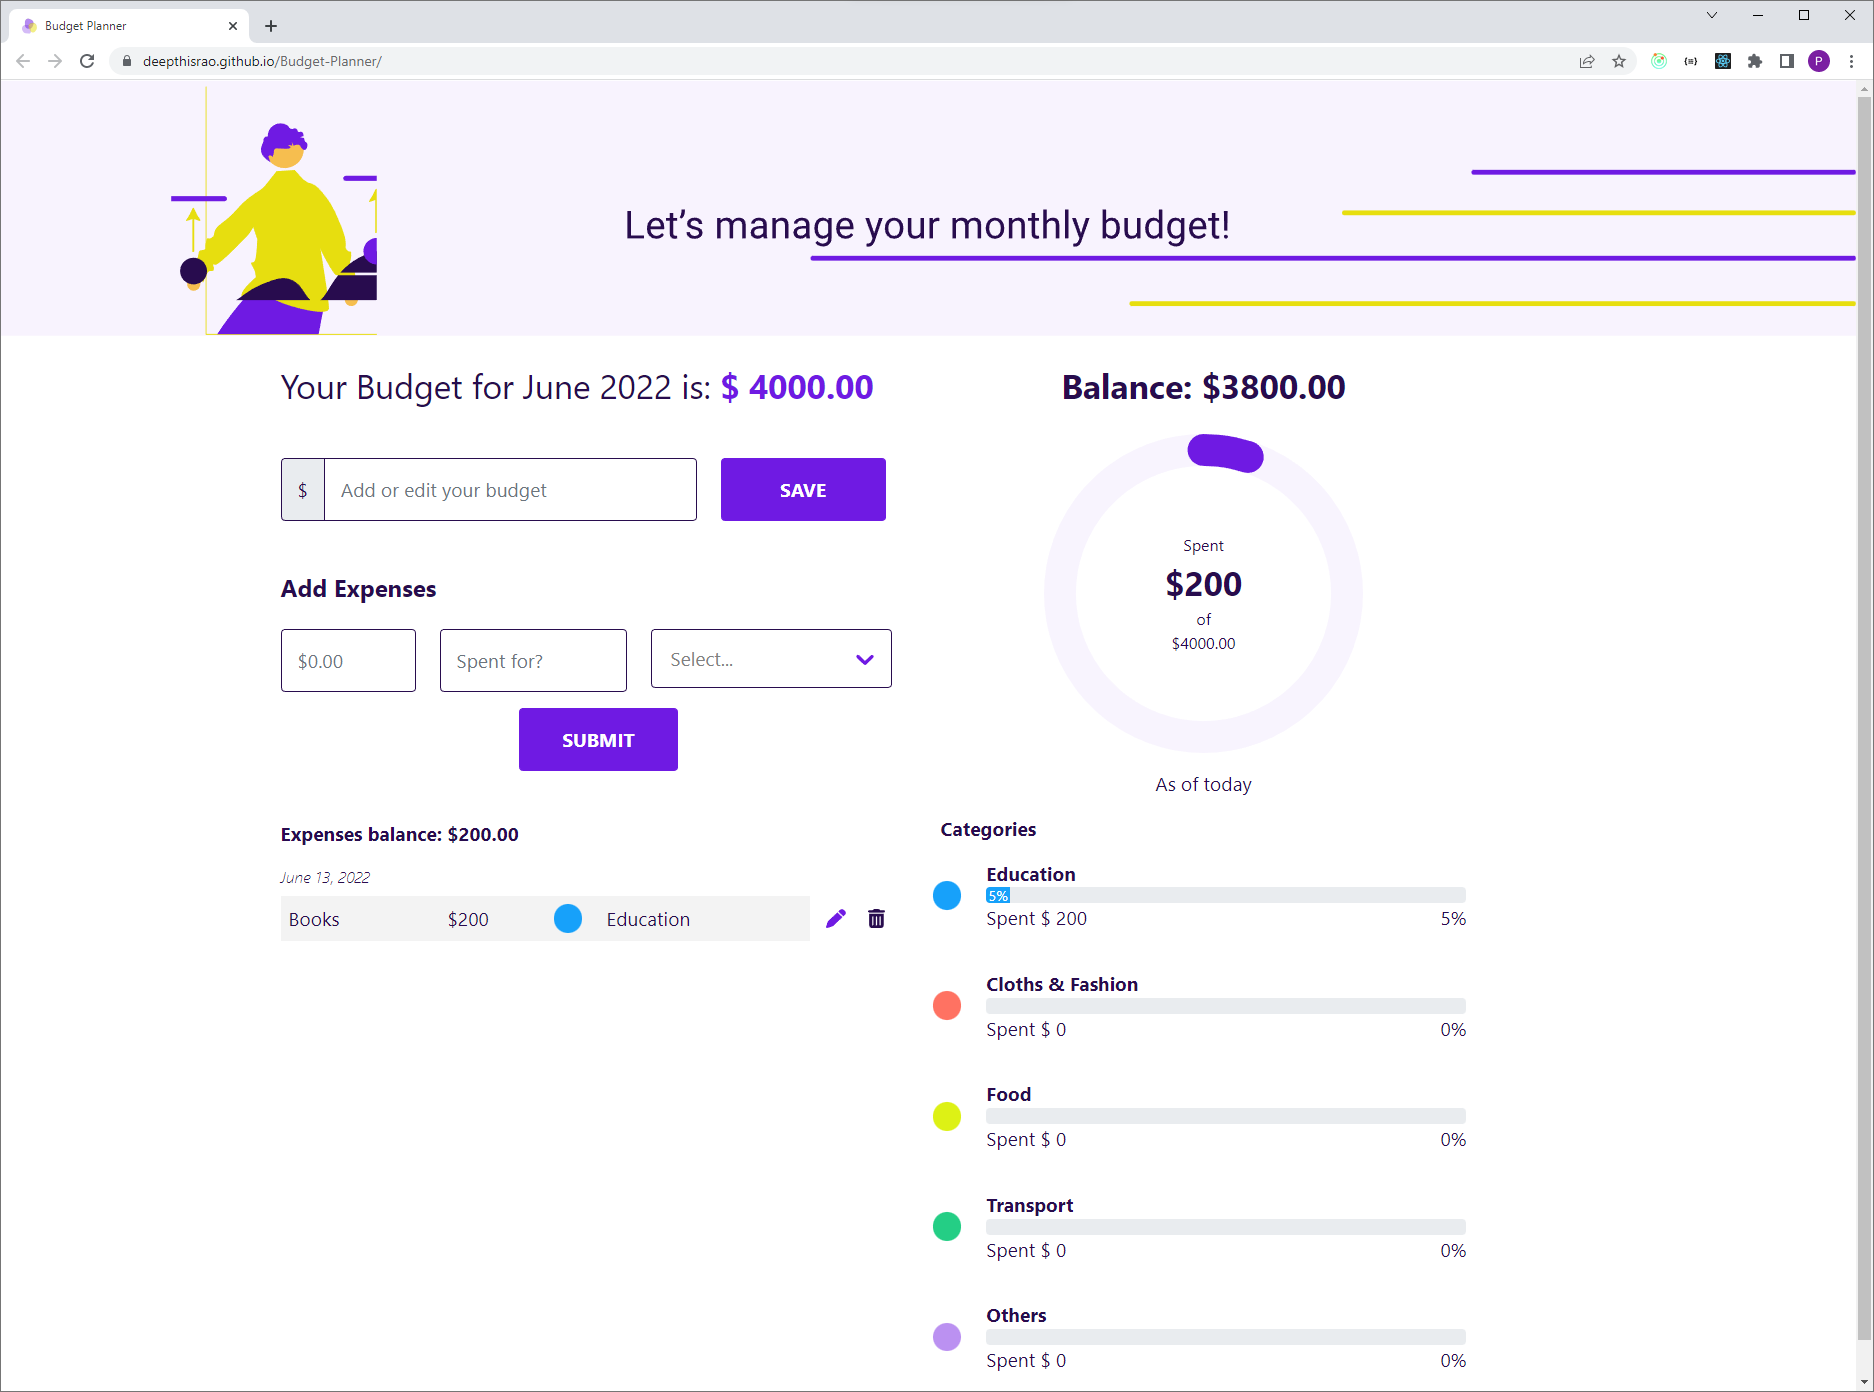 Budget Planner
deepthisrao.github.io/Budget-Planner/
P
Let's manage your monthly budget!
Your Budget for June 2022 is: $ 4000.00
$
Add or edit your budget
SAVE
Add Expenses
$0.00
Spent for?
Select...
SUBMIT
Balance: $3800.00
Spent
$200
of
$4000.00
As of today
Expenses balance: $200.00
June 13, 2022
Books $200 Education
Categories
Education
5%
Spent $ 200 5%
Cloths & Fashion
Spent $ 0 0%
Food
Spent $ 0 0%
Transport
Spent $ 0 0%
Others
Spent $ 0 0%